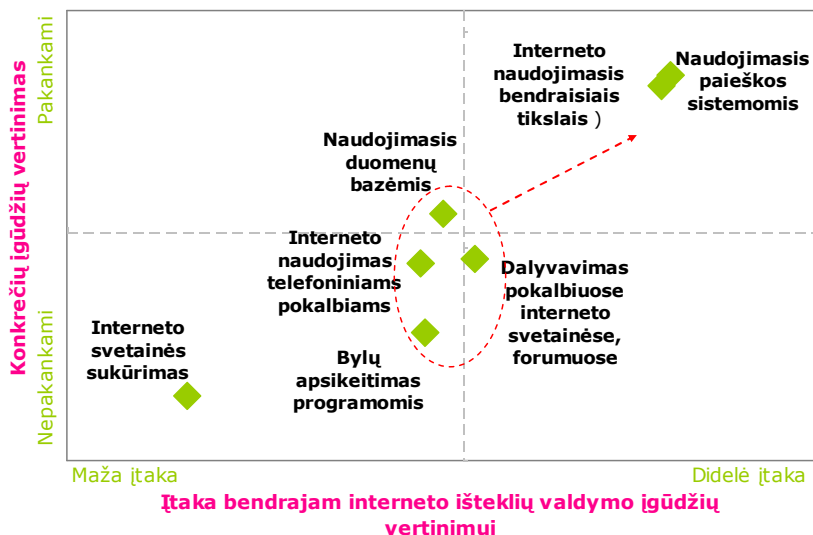 Konkrečių įgūdžių vertinimas
Pakankami
Nepakankami
Interneto
naudojimasis
bendraisiais
tikslais )
Naudojimasis
paieškos
sistemomis
Naudojimasis
duomenų
bazėmis
Interneto
naudojimas
telefoniniams
pokalbiams
Dalyvavimas
pokalbiuose
interneto
svetainėse,
forumuose
Interneto
svetainės
sukūrimas
Bylų
apsikeitimas
programomis
Maža įtaka
Didelė įtaka
Įtaka bendrajam interneto išteklių valdymo įgūdžių
vertinimui